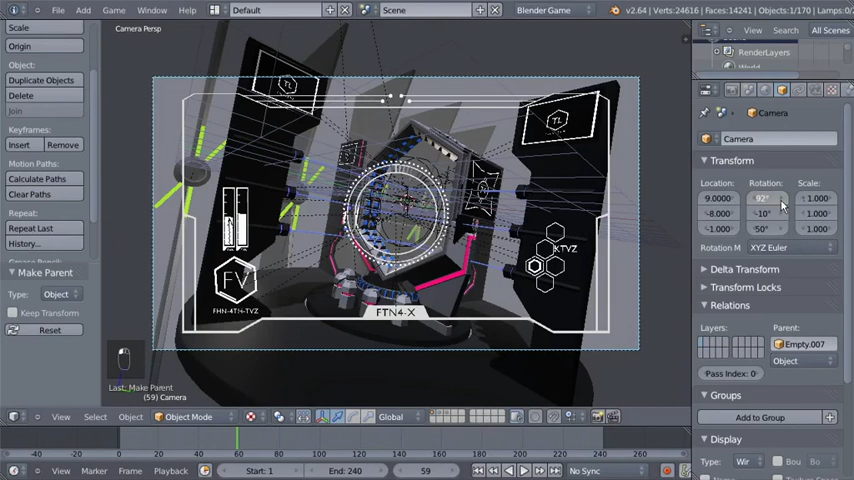 File Add Game Window Help Default Scene Blender Game v2.64 | Verts:24616 | Faces:14241 | Objects:1/170 | Lamps:0/
View Search All Scenes
RenderLayers
Scale
Origin
Object:
Duplicate Objects
Delete
Join
Keyframes:
Insert Remove
Motion Paths:
Calculate Paths
Clear Paths
Repeat:
Repeat Last
History...
Make Parent
Type: Object
Keep Transform
Reset
Camera Persp
TL
TL
FV
FHN-4TH-TVZ
FTN4-X
KTVZ
Last: Make Parent
(59) Camera
Camera
Camera
Transform
Location: Rotation: Scale:
9.0000 92° 1.000
-8.000 -10° 1.000
-1.000 50° 1.000
Rotation M XYZ Euler
Delta Transform
Transform Locks
Relations
Layers: Parent:
Empty.007
Object
Pass Index: 0
Groups
Add to Group
Display
Type: Wir Bou Bo
View Select Object Object Mode Global
-40 -20 0 20 40 60 80 100 120 140 160 180 200 220 240 260
View Marker Frame Playback Start: 1 End: 240 59 No Sync